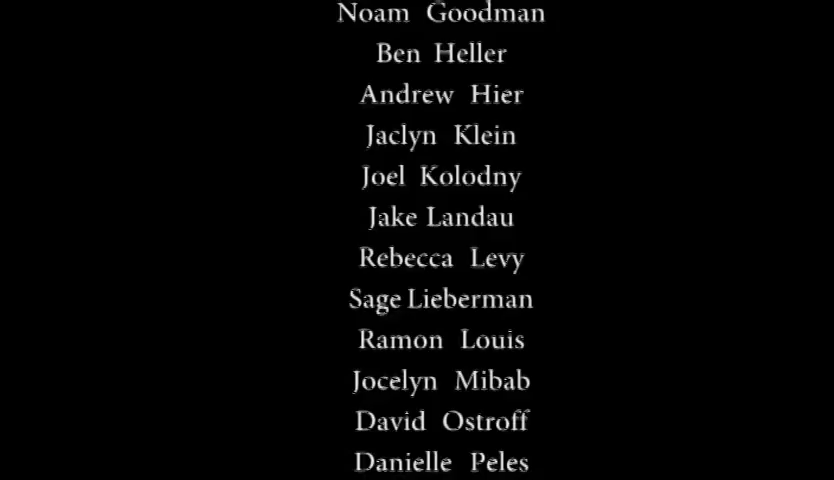 Noam Goodman
Ben Heller
Andrew Hier
Jaclyn Klein
Joel Kolodny
Jake Landau
Rebecca Levy
Sage Lieberman
Ramon Louis
Jocelyn Mibab
David Ostroff
Danielle Peles